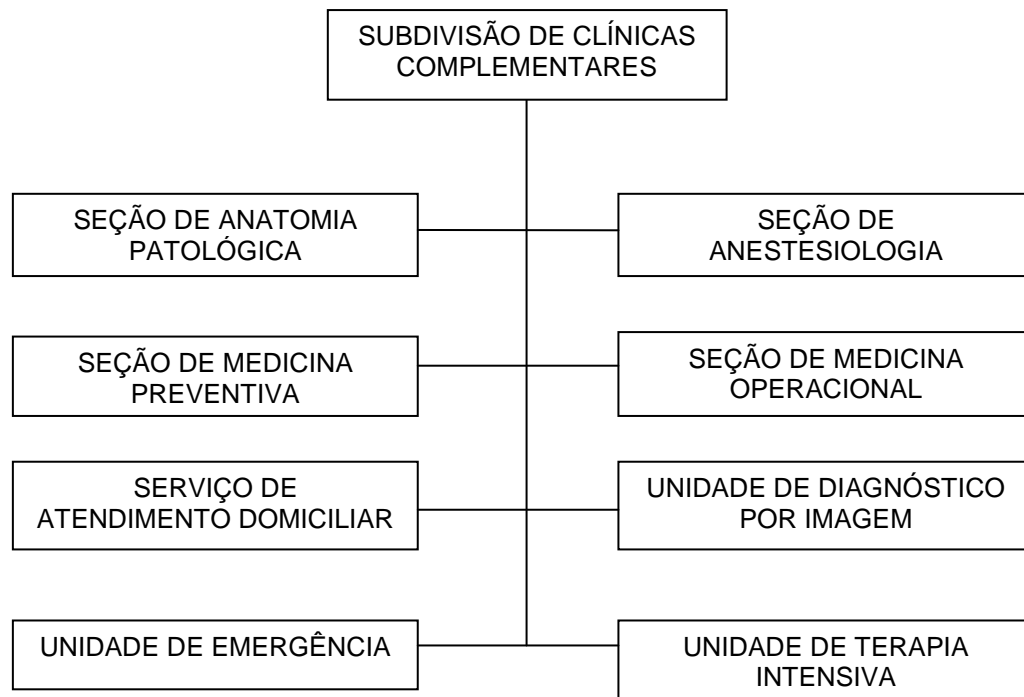 SUBDIVISÃO DE CLÍNICAS
COMPLEMENTARES
SEÇÃO DE ANATOMIA
PATOLÓGICA
SEÇÃO DE
ANESTESIOLOGIA
SEÇÃO DE MEDICINA
PREVENTIVA
SEÇÃO DE MEDICINA
OPERACIONAL
SERVIÇO DE
ATENDIMENTO DOMICILIAR
UNIDADE DE DIAGNÓSTICO
POR IMAGEM
UNIDADE DE EMERGÊNCIA
UNIDADE DE TERAPIA
INTENSIVA